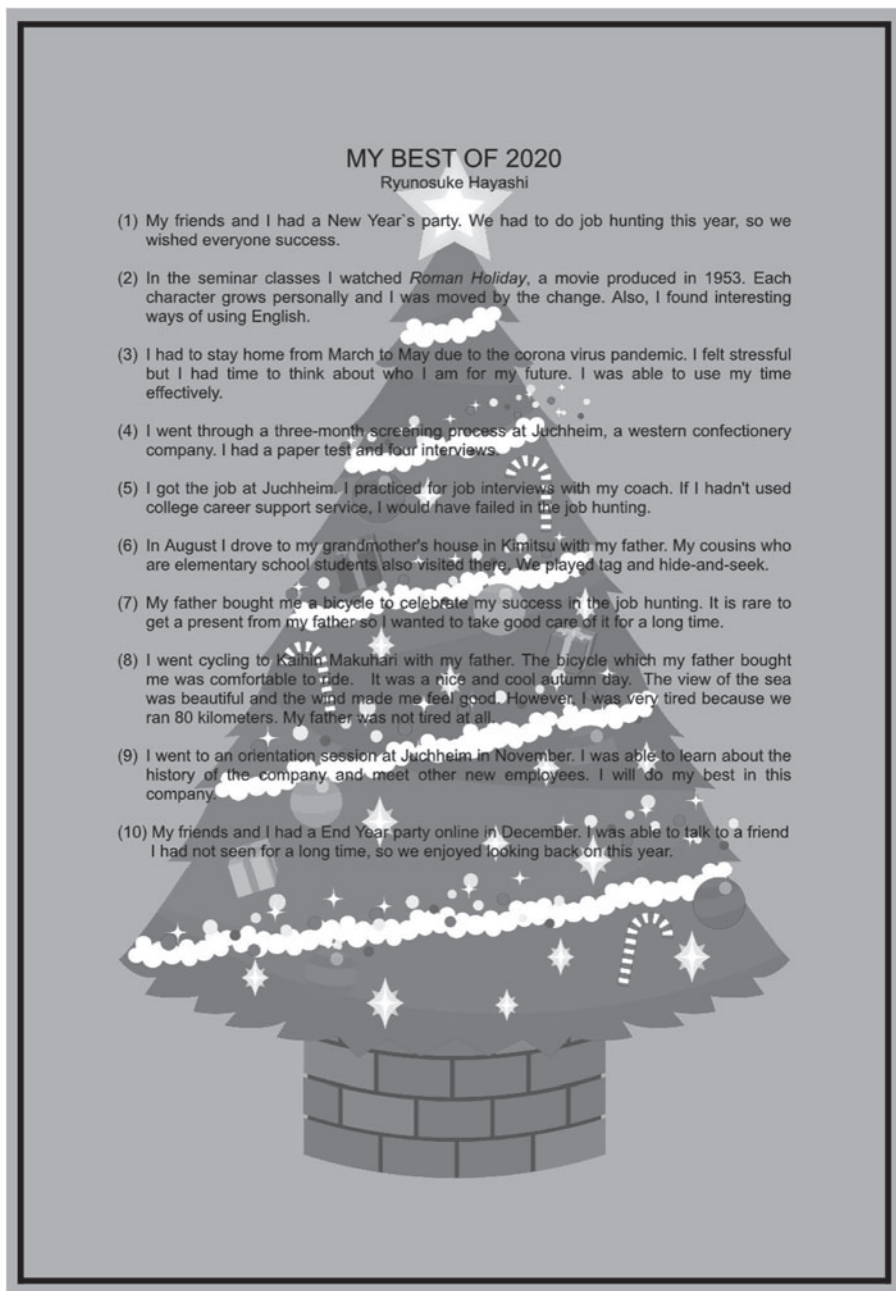 MY BEST OF 2020
Ryunosuke Hayashi
(1) My friends and I had a New Year`s party. We had to do job hunting this year, so we
wished everyone success.
(2) In the seminar classes I watched Roman Holiday, a movie produced in 1953. Each
character grows personally and I was moved by the change. Also, I found interesting
ways of using English.
(3) I had to stay home from March to May due to the corona virus pandemic. I felt stressful
but I had time to think about who I am for my future. I was able to use my time
effectively.
(4) I went through a three-month screening process at Juchheim, a western confectionery
company. I had a paper test and four interviews.
(5) I got the job at Juchheim. I practiced for job interviews with my coach. If I hadn't used
college career support service, I would have failed in the job hunting.
(6) In August I drove to my grandmother's house in Kimitsu with my father. My cousins who
are elementary school students also visited there. We played tag and hide-and-seek.
(7) My father bought me a bicycle to celebrate my success in the job hunting. It is rare to
get a present from my father so I wanted to take good care of it for a long time.
(8) I went cycling to Kaihin Makuhari with my father. The bicycle which my father bought
me was comfortable to ride. It was a nice and cool autumn day. The view of the sea
was beautiful and the wind made me feel good. However, I was very tired because we
ran 80 kilometers. My father was not tired at all.
(9) I went to an orientation session at Juchheim in November. I was able to learn about the
history of the company and meet other new employees. I will do my best in this
company.
(10) My friends and I had a End Year party online in December. I was able to talk to a friend
I had not seen for a long time, so we enjoyed looking back on this year.